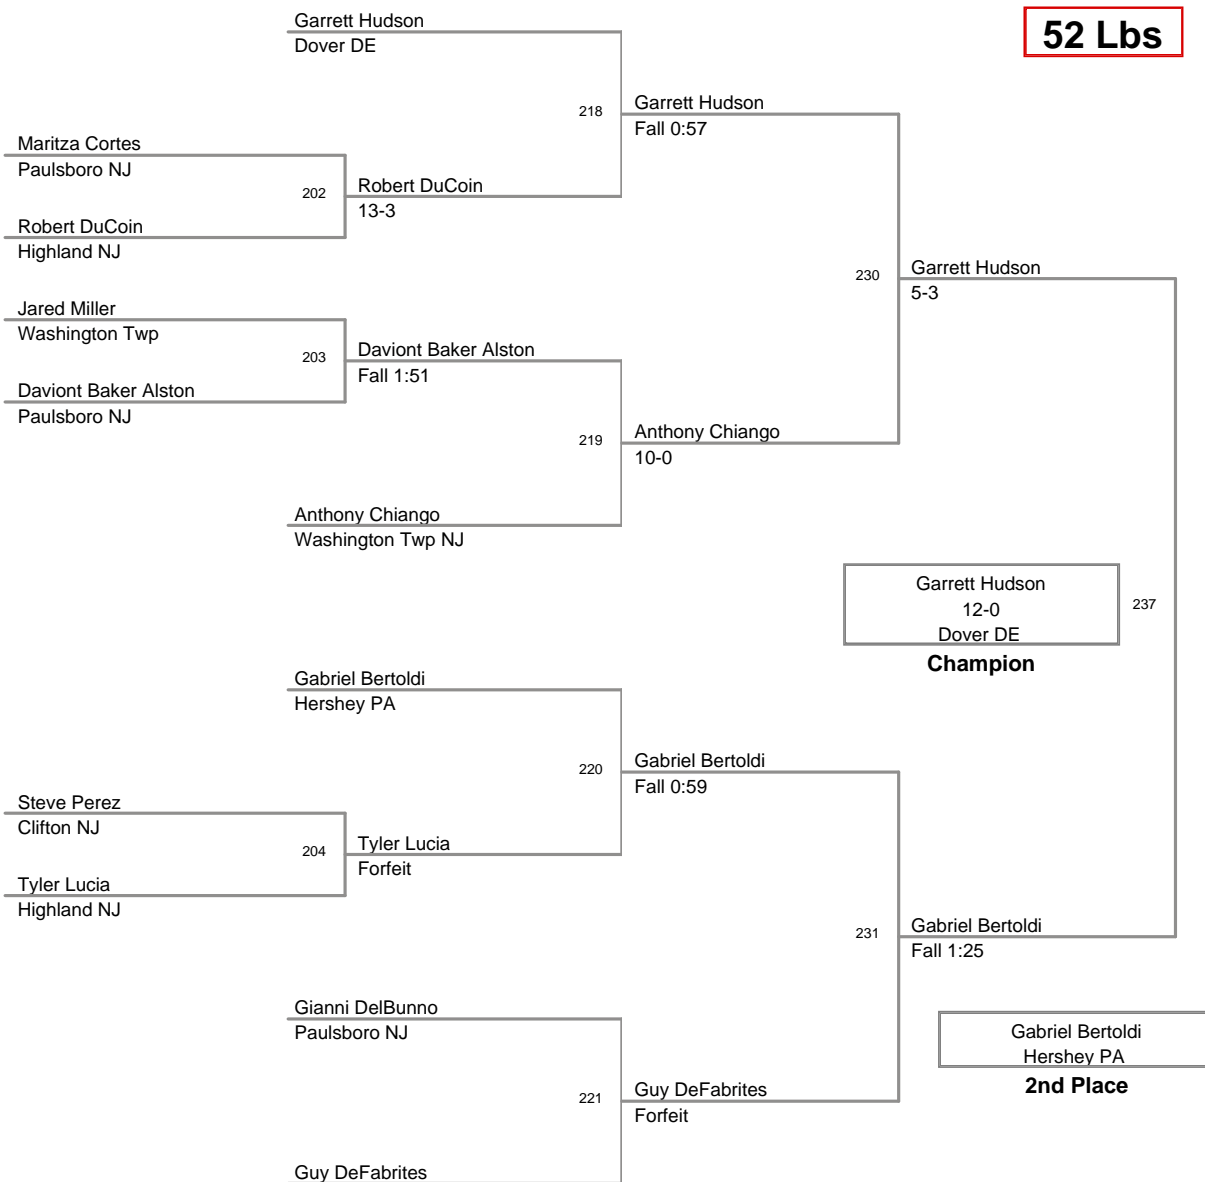 Garrett Hudson
Dover DE
52 Lbs
218
Garrett Hudson
Fall 0:57
Maritza Cortes
Paulsboro NJ
202
Robert DuCoin
13-3
Robert DuCoin
Highland NJ
230
Garrett Hudson
5-3
Jared Miller
Washington Twp
203
Daviont Baker Alston
Fall 1:51
Daviont Baker Alston
Paulsboro NJ
219
Anthony Chiango
10-0
Anthony Chiango
Washington Twp NJ
Garrett Hudson
12-0
Dover DE
237
Champion
Gabriel Bertoldi
Hershey PA
220
Gabriel Bertoldi
Fall 0:59
Steve Perez
Clifton NJ
204
Tyler Lucia
Forfeit
Tyler Lucia
Highland NJ
231
Gabriel Bertoldi
Fall 1:25
Gianni DelBunno
Paulsboro NJ
Gabriel Bertoldi
Hershey PA
2nd Place
221
Guy DeFabrites
Forfeit
Guy DeFabrites